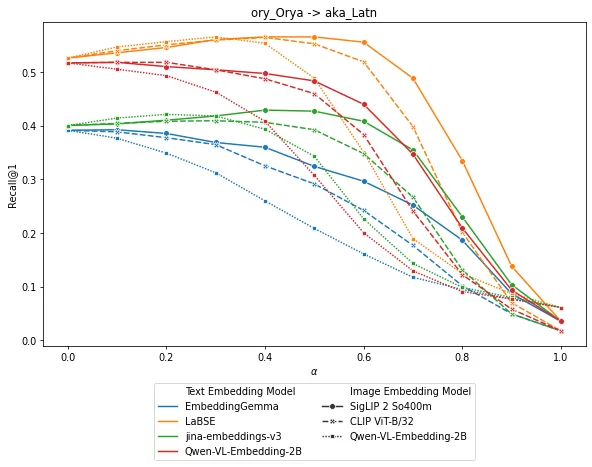 ory_Orya -> aka_Latn
Recall@1
0.5
0.4
0.3
0.2
0.1
0.0
0.0 0.2 0.4 0.6 0.8 1.0
α
Text Embedding Model
EmbeddingGemma
LaBSE
jina-embeddings-v3
Qwen-VL-Embedding-2B
Image Embedding Model
SigLIP 2 So400m
CLIP ViT-B/32
Qwen-VL-Embedding-2B